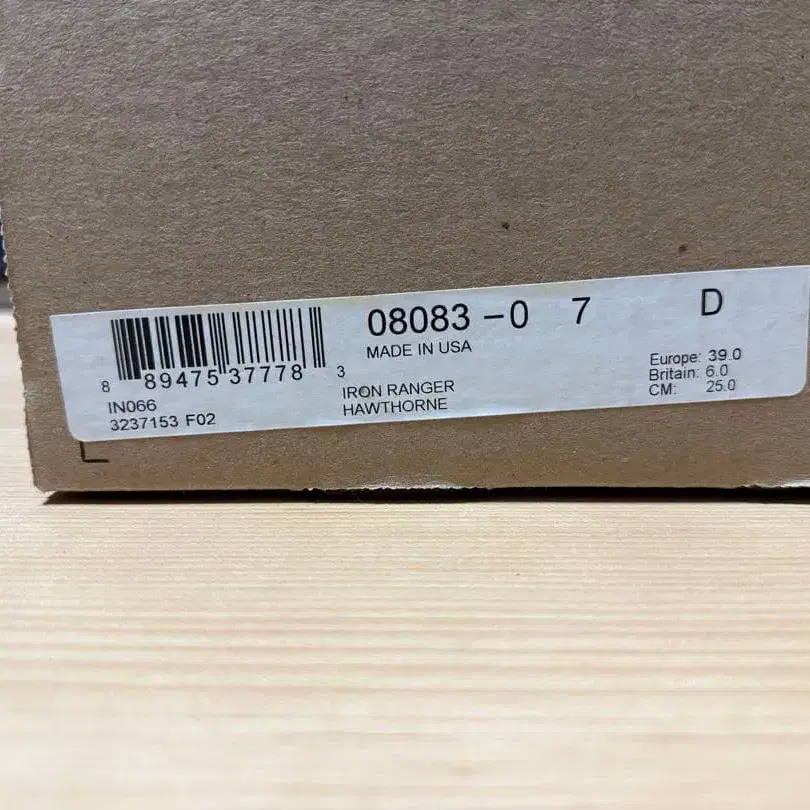 08083 -0 7 D
MADE IN USA
8 89475 37778 3
IN066
3237153 F02
IRON RANGER
HAWTHORNE
Europe: 39.0
Britain: 6.0
CM: 25.0